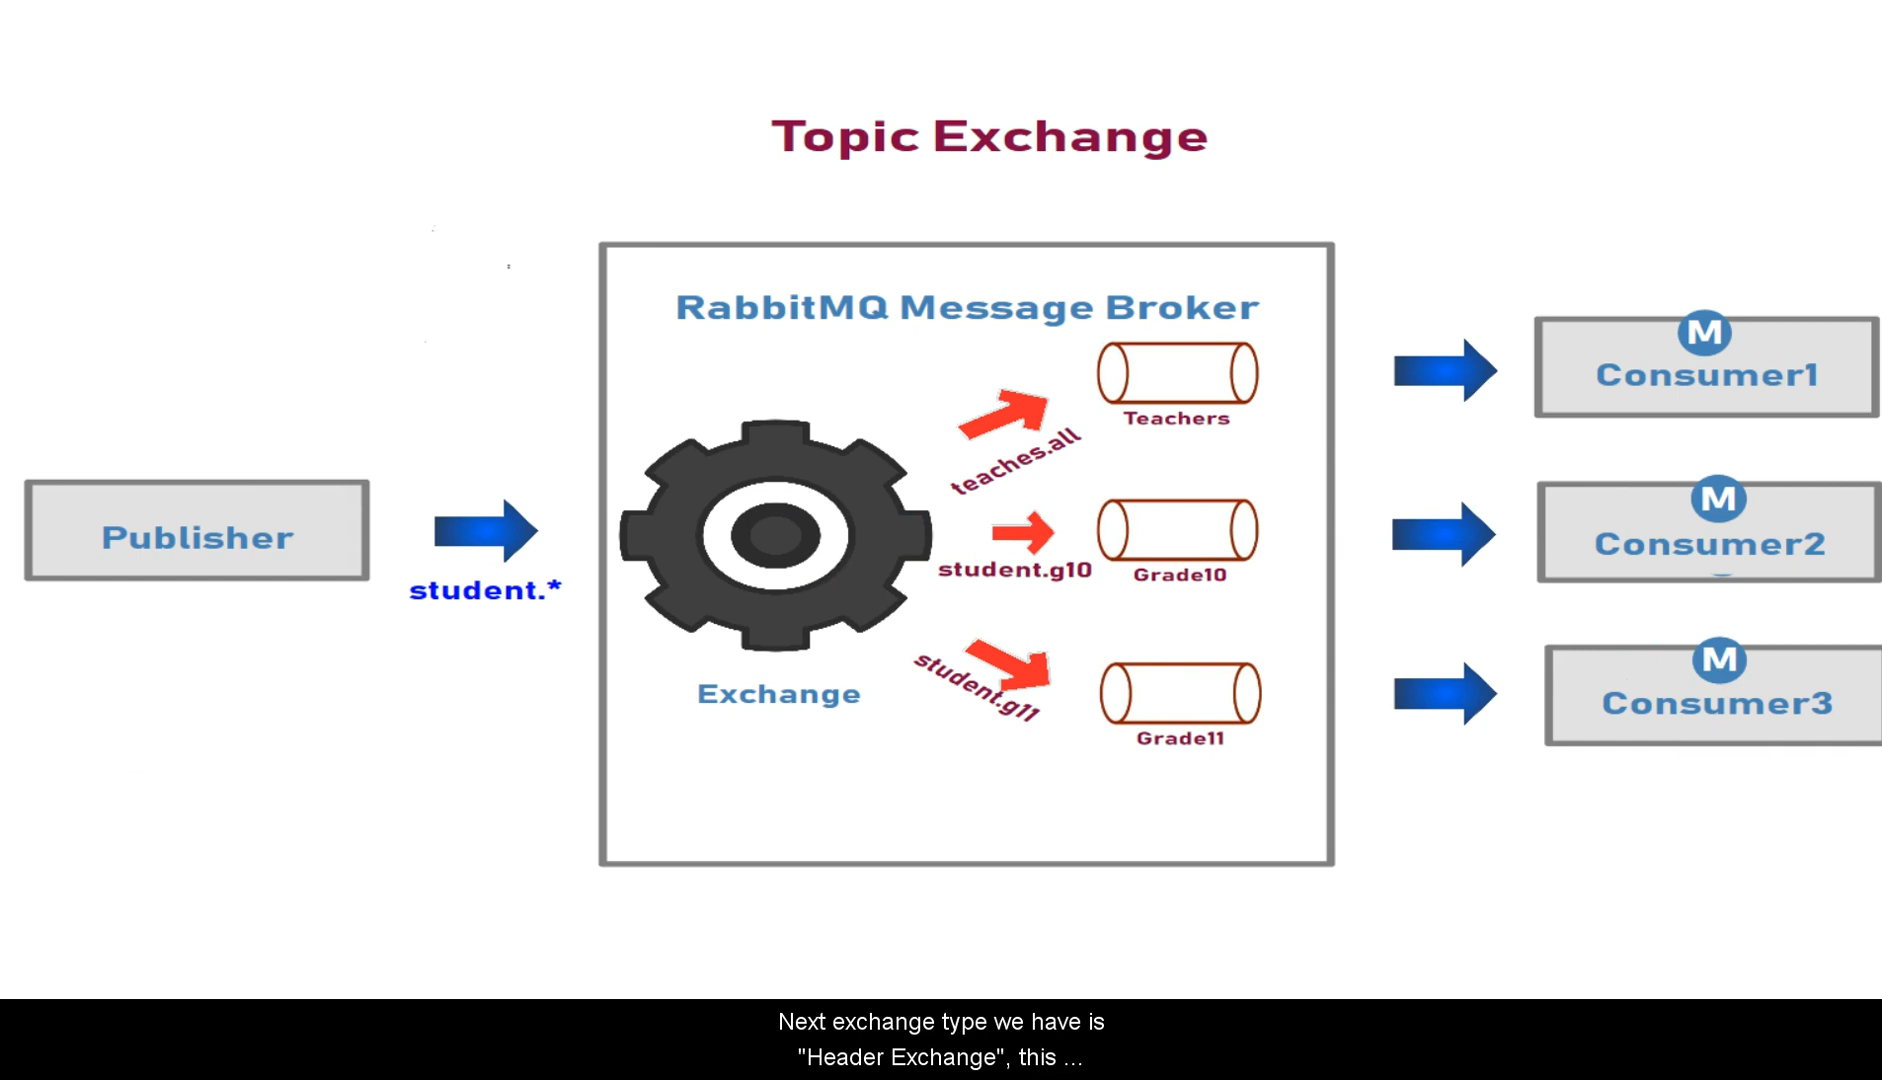 Topic Exchange
RabbitMQ Message Broker
Publisher
student.*
Exchange
teaches.all
student.g10
student.g11
Teachers
Grade10
Grade11
M
Consumer1
M
Consumer2
M
Consumer3
Next exchange type we have is
"Header Exchange", this ...